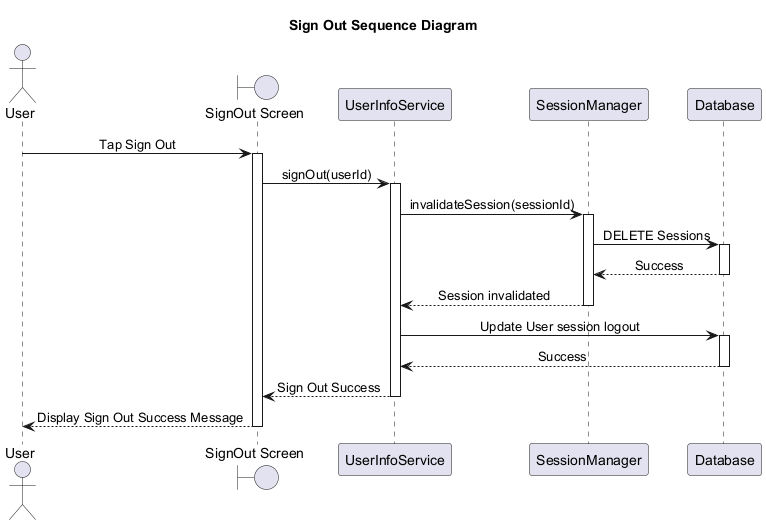 Sign Out Sequence Diagram
User
SignOut Screen
UserInfoService
SessionManager
Database
Tap Sign Out
signOut(userId)
invalidateSession(sessionId)
DELETE Sessions
Success
Session invalidated
Update User session logout
Success
Sign Out Success
Display Sign Out Success Message
User
SignOut Screen
UserInfoService
SessionManager
Database